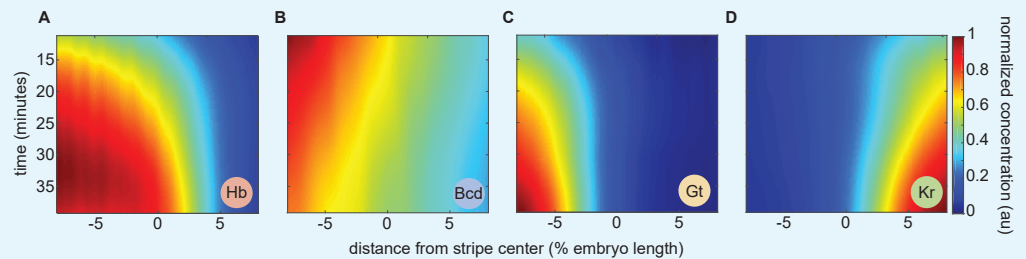 A B C D
time (minutes)
15
20
25
30
35
Hb
Bcd
Gt
Kr
-5 0 5
-5 0 5
-5 0 5
-5 0 5
distance from stripe center (% embryo length)
1
0.8
0.6
0.4
0.2
0
normalized concentration (au)